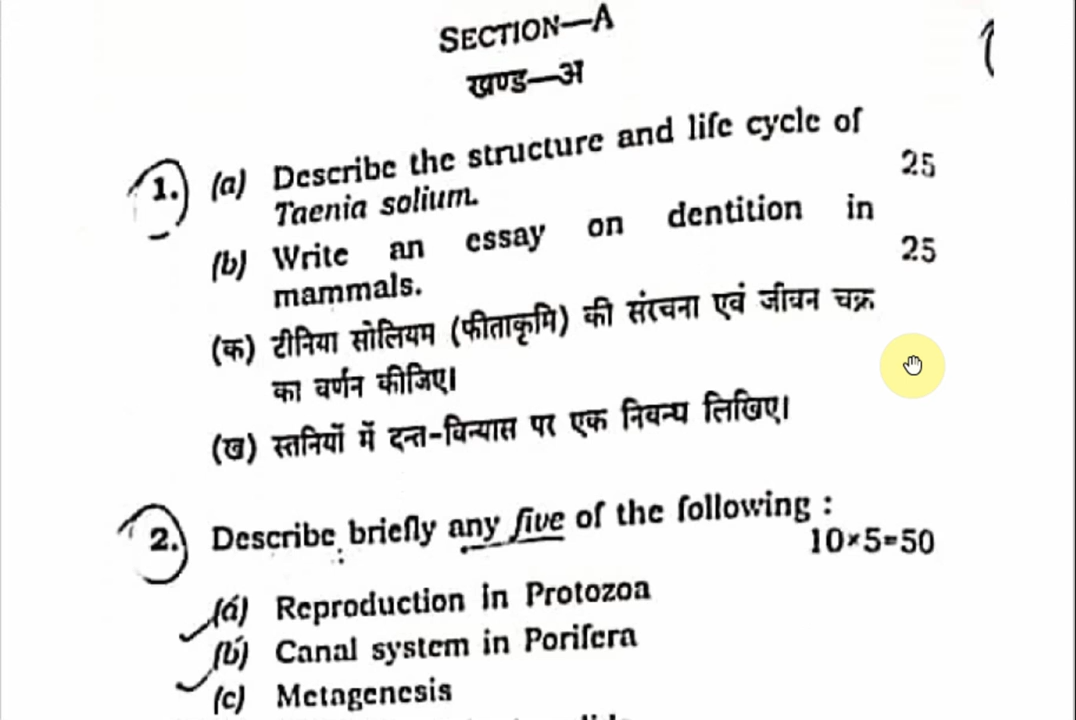 SECTION—A
खण्ड—अ
1. (a) Describe the structure and life cycle of
Taenia solium. 25
(b) Write an essay on dentition in
mammals. 25
(क) टीनिया सोलियम (फीताकृमि) की संरचना एवं जीवन चक्र
का वर्णन कीजिए।
(ख) स्तनियों में दन्त-विन्यास पर एक निबन्ध लिखिए।
2. Describe briefly any five of the following :
10×5=50
(a) Reproduction in Protozoa
(b) Canal system in Porifera
(c) Metagenesis